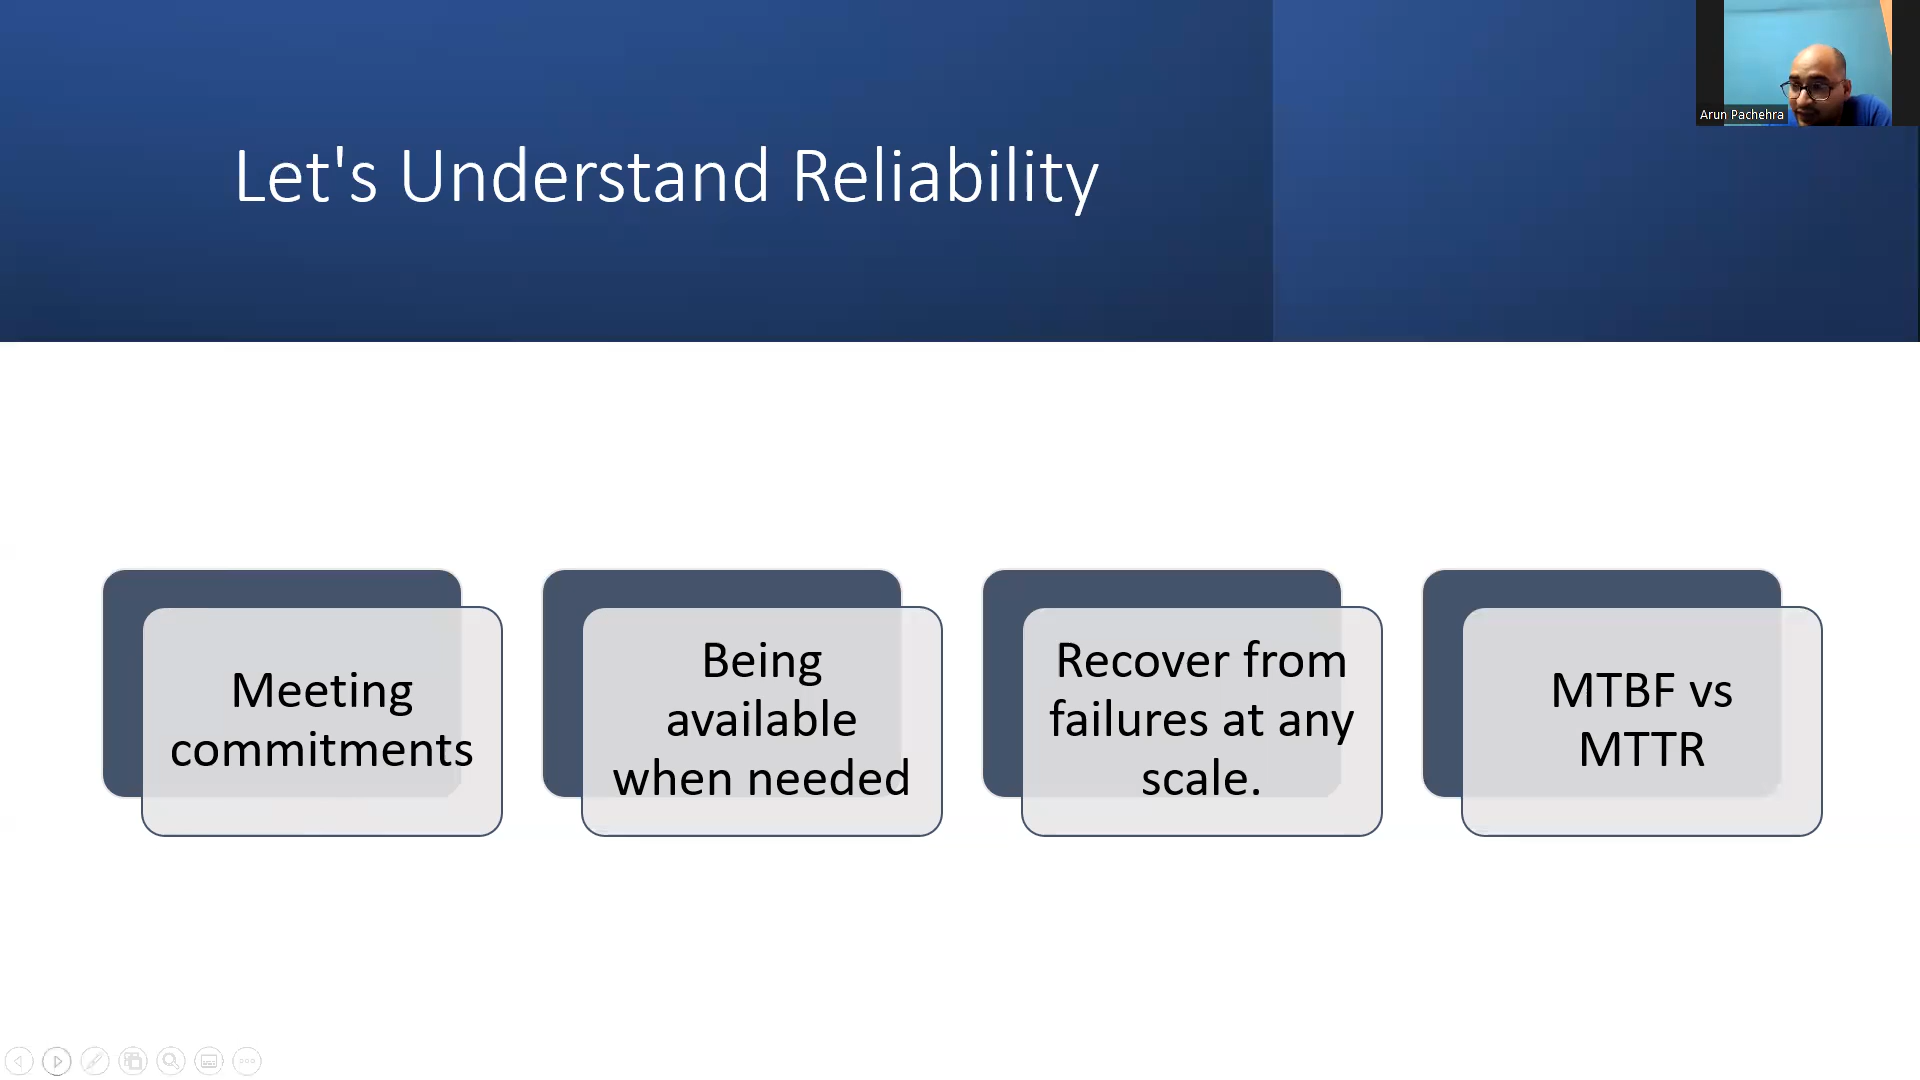 Arun Pachehra
Let's Understand Reliability
Meeting
commitments
Being
available
when needed
Recover from
failures at any
scale.
MTBF vs
MTTR